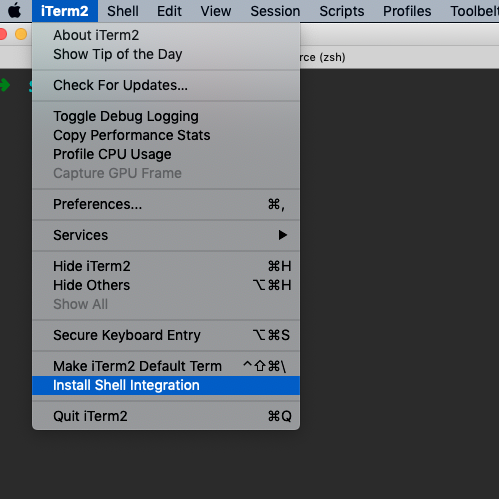 iTerm2 Shell Edit View Session Scripts Profiles Toolbelt
rce (zsh)
About iTerm2
Show Tip of the Day
Check For Updates...
Toggle Debug Logging
Copy Performance Stats
Profile CPU Usage
Capture GPU Frame
Preferences... ⌘,
Services ▶
Hide iTerm2 ⌘H
Hide Others ⌥⌘H
Show All
Secure Keyboard Entry ⌥⌘S
Make iTerm2 Default Term ^⇧⌘\
Install Shell Integration
Quit iTerm2 ⌘Q